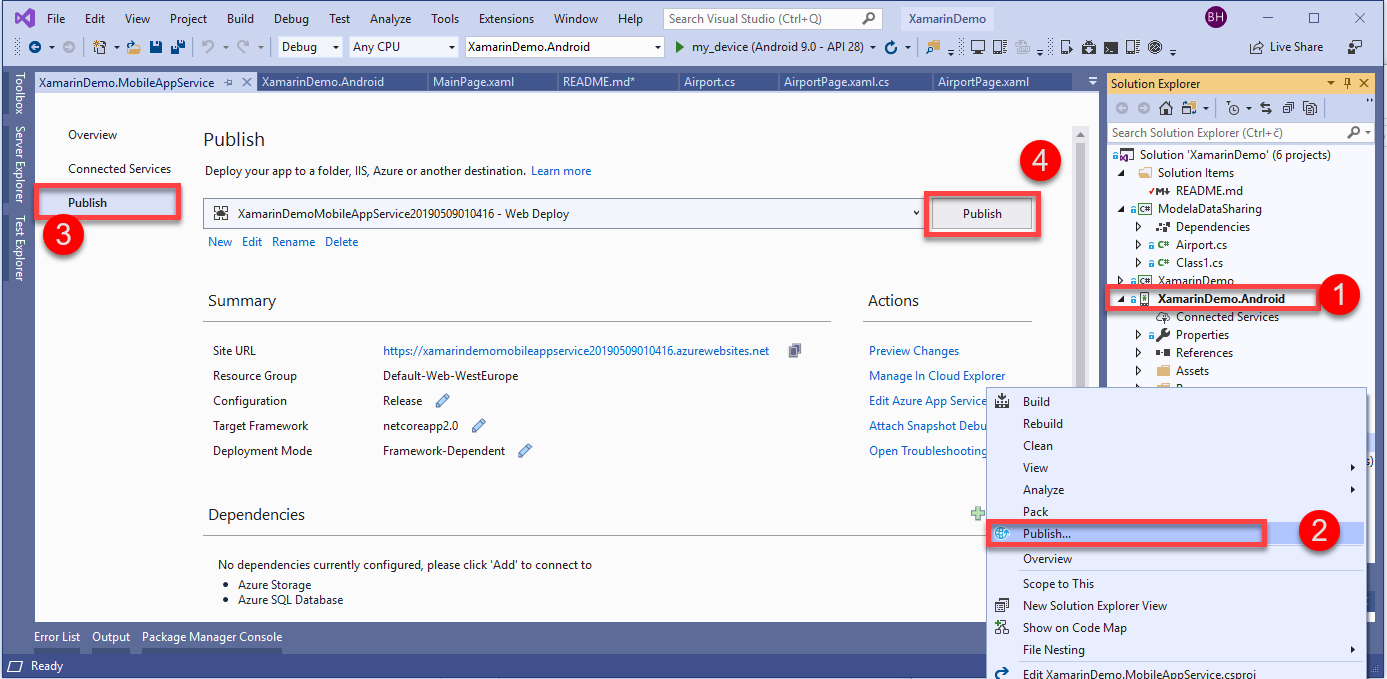 File Edit View Project Build Debug Test Analyze Tools Extensions Window Help Search Visual Studio (Ctrl+Q) XamarinDemo BH
Debug Any CPU XamarinDemo.Android my_device (Android 9.0 - API 28) Live Share
Toolbox
Server Explorer
Test Explorer
XamarinDemo.MobileAppService XamarinDemo.Android MainPage.xaml README.md* Airport.cs AirportPage.xaml.cs AirportPage.xaml
Overview
Connected Services
Publish
3
Publish
Deploy your app to a folder, IIS, Azure or another destination. Learn more
4
XamarinDemoMobileAppService20190509010416 - Web Deploy Publish
New Edit Rename Delete
Summary
Site URL https://xamarindemomobileappservice20190509010416.azurewebsites.net
Resource Group Default-Web-WestEurope
Configuration Release
Target Framework netcoreapp2.0
Deployment Mode Framework-Dependent
Actions
Preview Changes
Manage In Cloud Explorer
Edit Azure App Service
Attach Snapshot Debu
Open Troubleshooting
Dependencies
No dependencies currently configured, please click 'Add' to connect to
• Azure Storage
• Azure SQL Database
Solution Explorer
Search Solution Explorer (Ctrl+č)
Solution 'XamarinDemo' (6 projects)
Solution Items
README.md
C# ModelaDataSharing
Dependencies
C# Airport.cs
C# Class1.cs
C# XamarinDemo
XamarinDemo.Android
1
Connected Services
Properties
References
Assets
Build
Rebuild
Clean
View
Analyze
Pack
Publish...
2
Overview
Scope to This
New Solution Explorer View
Show on Code Map
File Nesting
Edit XamarinDemo.MobileAppService.csproj
Error List Output Package Manager Console
Ready